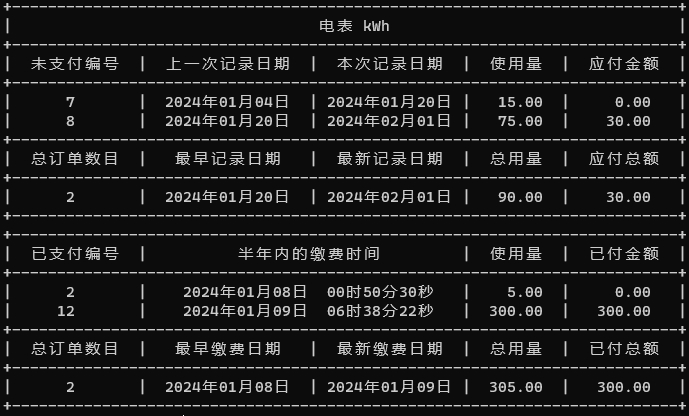 电表 kWh
未支付编号 | 上一次记录日期 | 本次记录日期 | 使用量 | 应付金额
7 | 2024年01月04日 | 2024年01月20日 | 15.00 | 0.00
8 | 2024年01月20日 | 2024年02月01日 | 75.00 | 30.00
总订单数目 | 最早记录日期 | 最新记录日期 | 总用量 | 应付总额
2 | 2024年01月20日 | 2024年02月01日 | 90.00 | 30.00
已支付编号 | 半年内的缴费时间 | 使用量 | 已付金额
2 | 2024年01月08日 00时50分30秒 | 5.00 | 0.00
12 | 2024年01月09日 06时38分22秒 | 300.00 | 300.00
总订单数目 | 最早缴费日期 | 最新缴费日期 | 总用量 | 已付总额
2 | 2024年01月08日 | 2024年01月09日 | 305.00 | 300.00